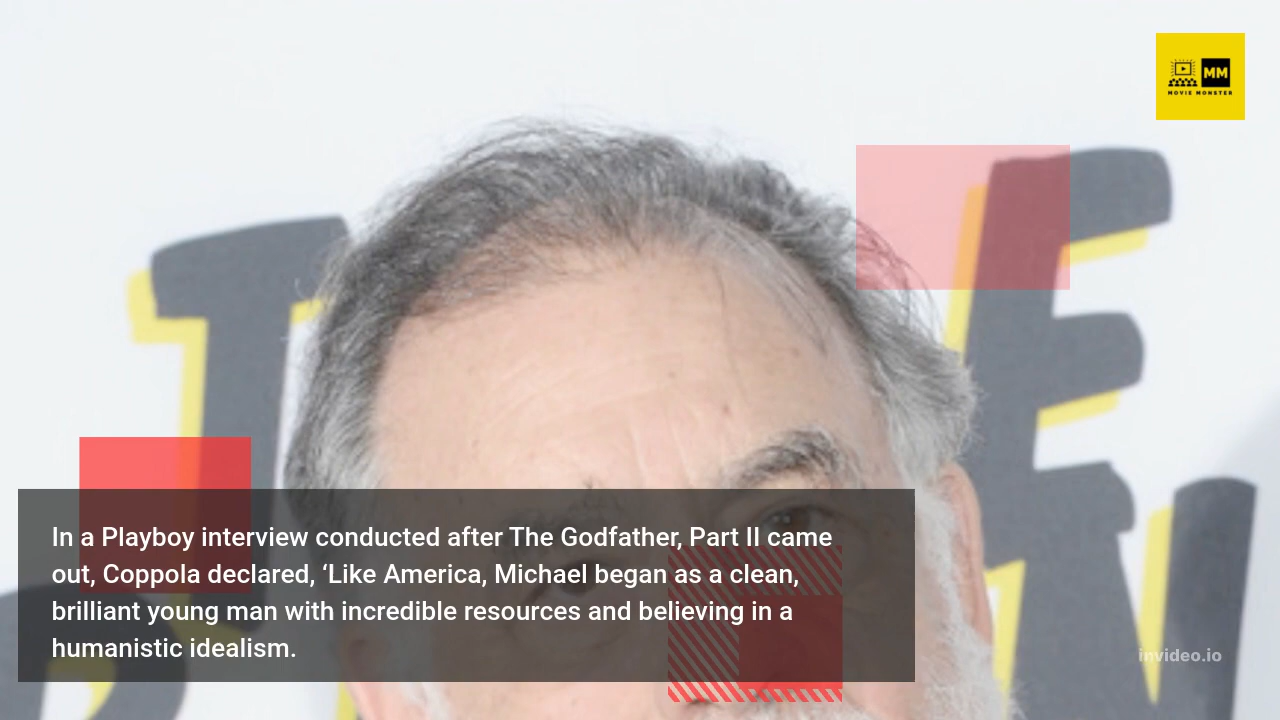 MM
MOVIE MONSTER
In a Playboy interview conducted after The Godfather, Part II came
out, Coppola declared, ‘Like America, Michael began as a clean,
brilliant young man with incredible resources and believing in a
humanistic idealism.
invideo.io